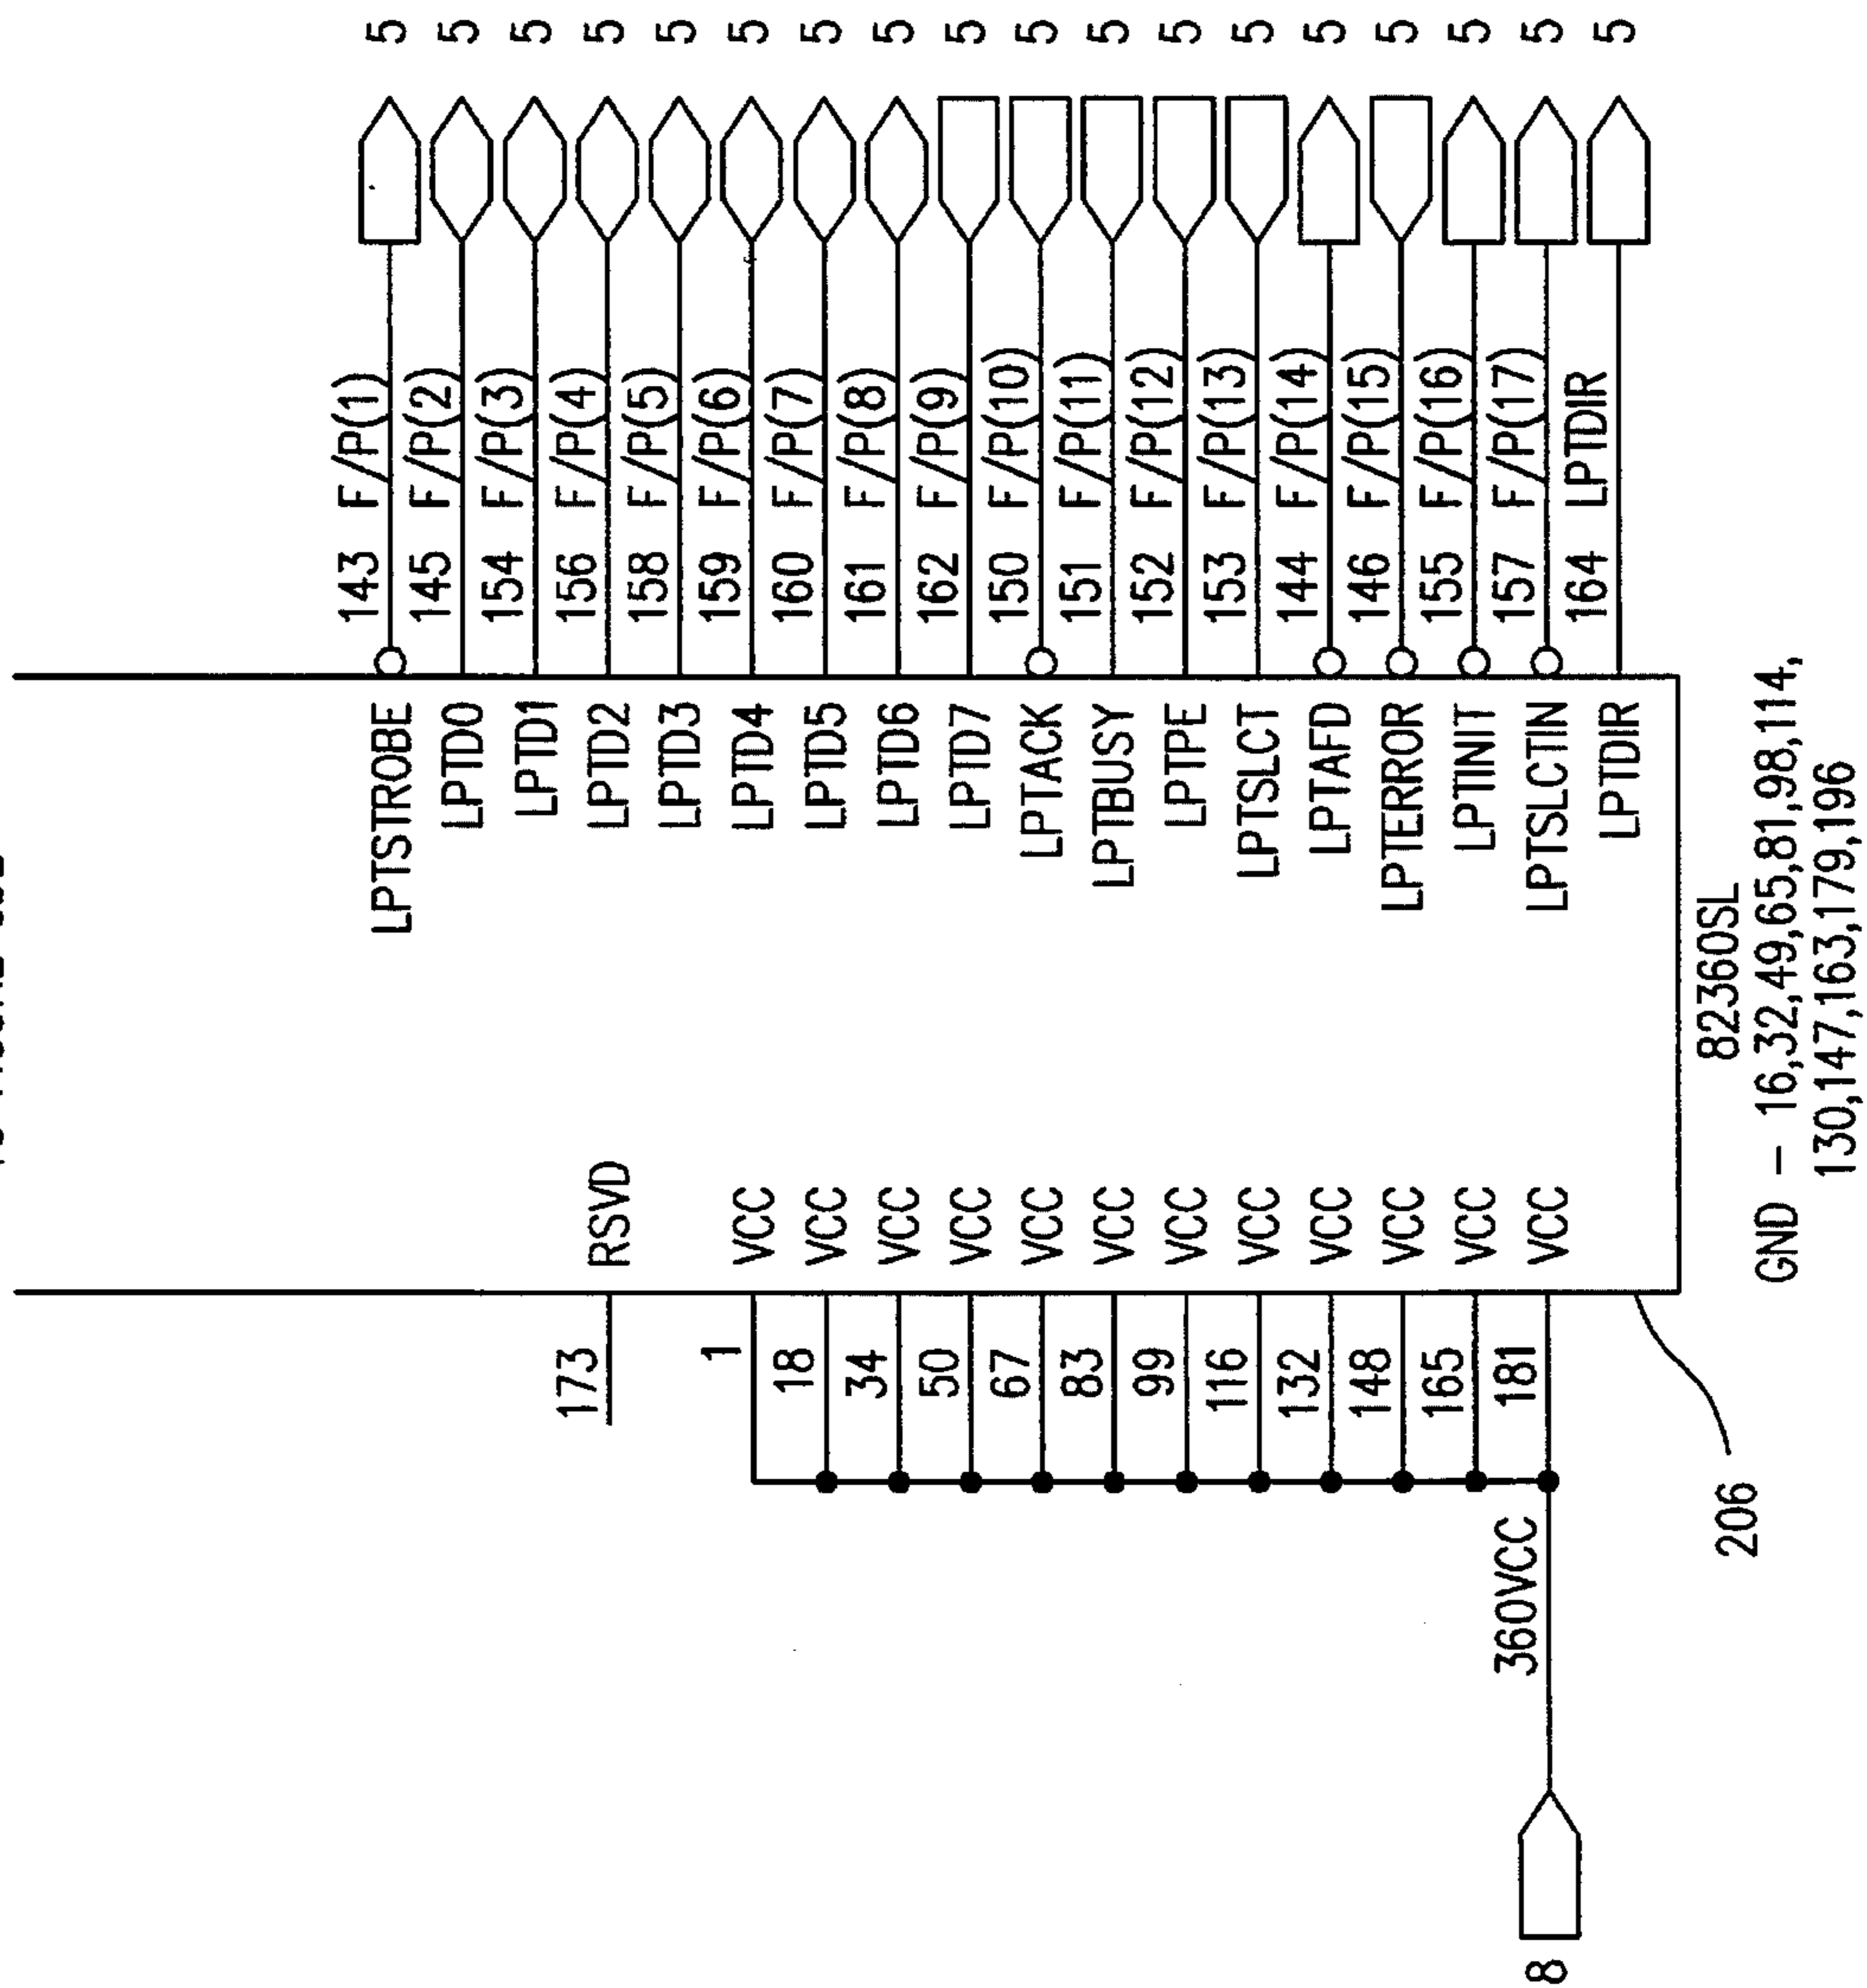 LPTSTROBE 143 F/P(1) 5
LPTD0 145 F/P(2) 5
LPTD1 154 F/P(3) 5
173 RSVD LPTD2 156 F/P(4) 5
LPTD3 158 F/P(5) 5
1 VCC LPTD4 159 F/P(6) 5
18 VCC LPTD5 160 F/P(7) 5
34 VCC LPTD6 161 F/P(8) 5
50 VCC LPTD7 162 F/P(9) 5
67 VCC LPTACK 150 F/P(10) 5
83 VCC LPTBUSY 151 F/P(11) 5
99 VCC LPTPE 152 F/P(12) 5
116 VCC LPTSLCT 153 F/P(13) 5
132 VCC LPTAFD 144 F/P(14) 5
148 VCC LPTERROR 146 F/P(15) 5
165 VCC LPTINIT 155 F/P(16) 5
8 360VCC 181 VCC LPTSLCTIN 157 F/P(17) 5
LPTDIR 164 LPTDIR 5
206 82360SL
GND - 16,32,49,65,81,98,114,
130,147,163,179,196